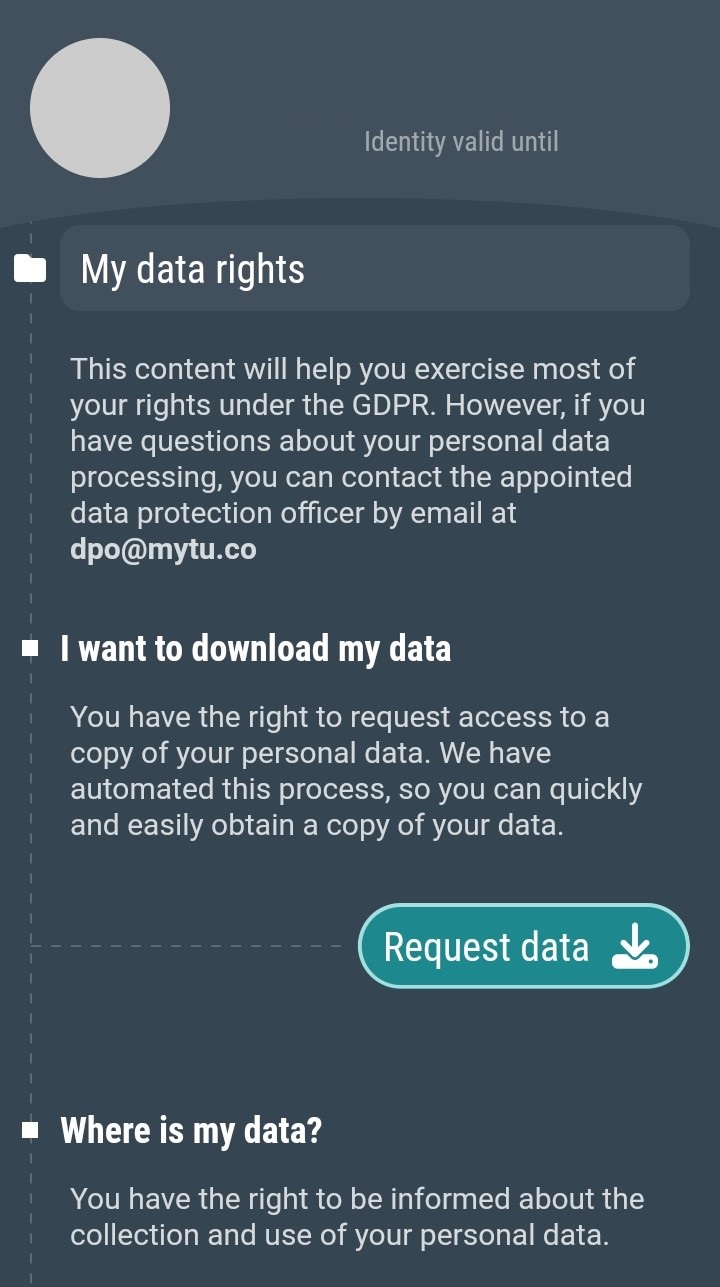 Identity valid until
My data rights
This content will help you exercise most of
your rights under the GDPR. However, if you
have questions about your personal data
processing, you can contact the appointed
data protection officer by email at
dpo@mytu.co
I want to download my data
You have the right to request access to a
copy of your personal data. We have
automated this process, so you can quickly
and easily obtain a copy of your data.
Request data
Where is my data?
You have the right to be informed about the
collection and use of your personal data.